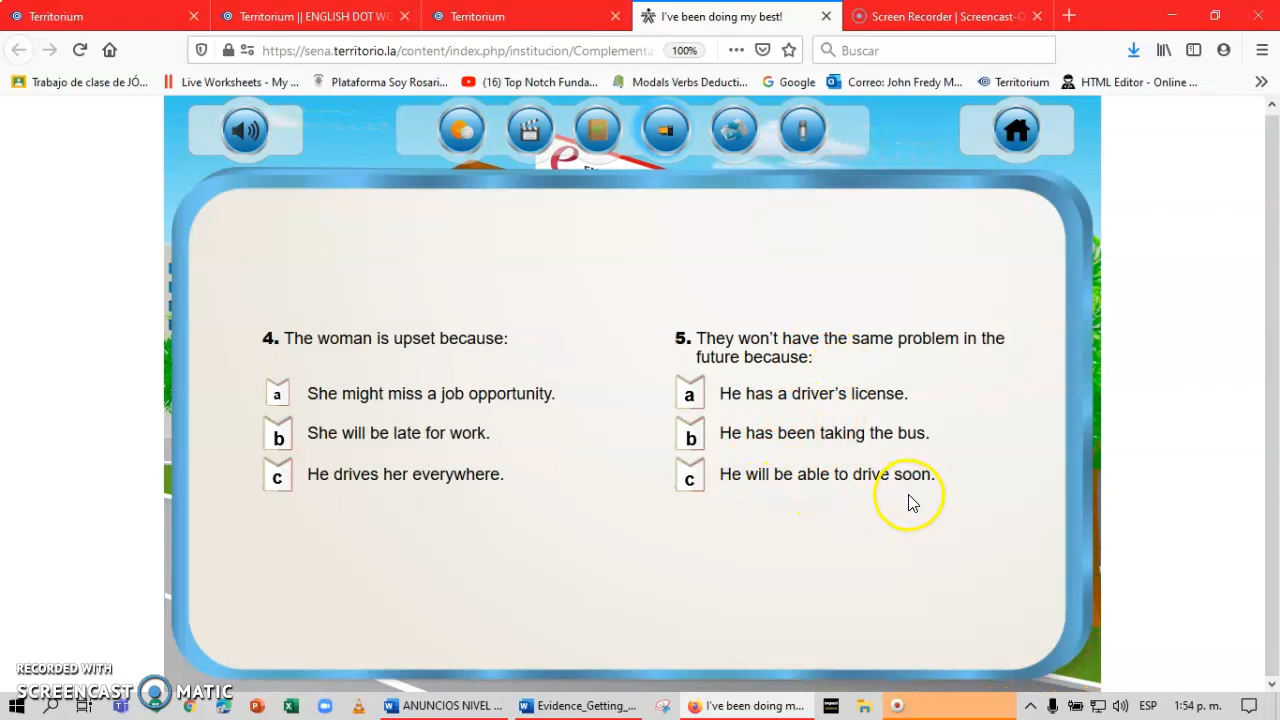 Territorium
Territorium || ENGLISH DOT WO
Territorium
I've been doing my best!
Screen Recorder | Screencast-O
https://sena.territorio.la/content/index.php/institucion/Complementa
100%
Buscar
Trabajo de clase de JÓ...
Live Worksheets - My ...
Plataforma Soy Rosari...
(16) Top Notch Funda...
Modals Verbs Deducti...
Google
Correo: John Fredy M...
Territorium
HTML Editor - Online ...
e
4. The woman is upset because:
a She might miss a job opportunity.
b She will be late for work.
c He drives her everywhere.
5. They won't have the same problem in the
future because:
a He has a driver's license.
b He has been taking the bus.
c He will be able to drive soon.
RECORDED WITH
SCREENCAST MATIC
ANUNCIOS NIVEL ...
Evidence_Getting_...
I've been doing m...
ESP
1:54 p. m.